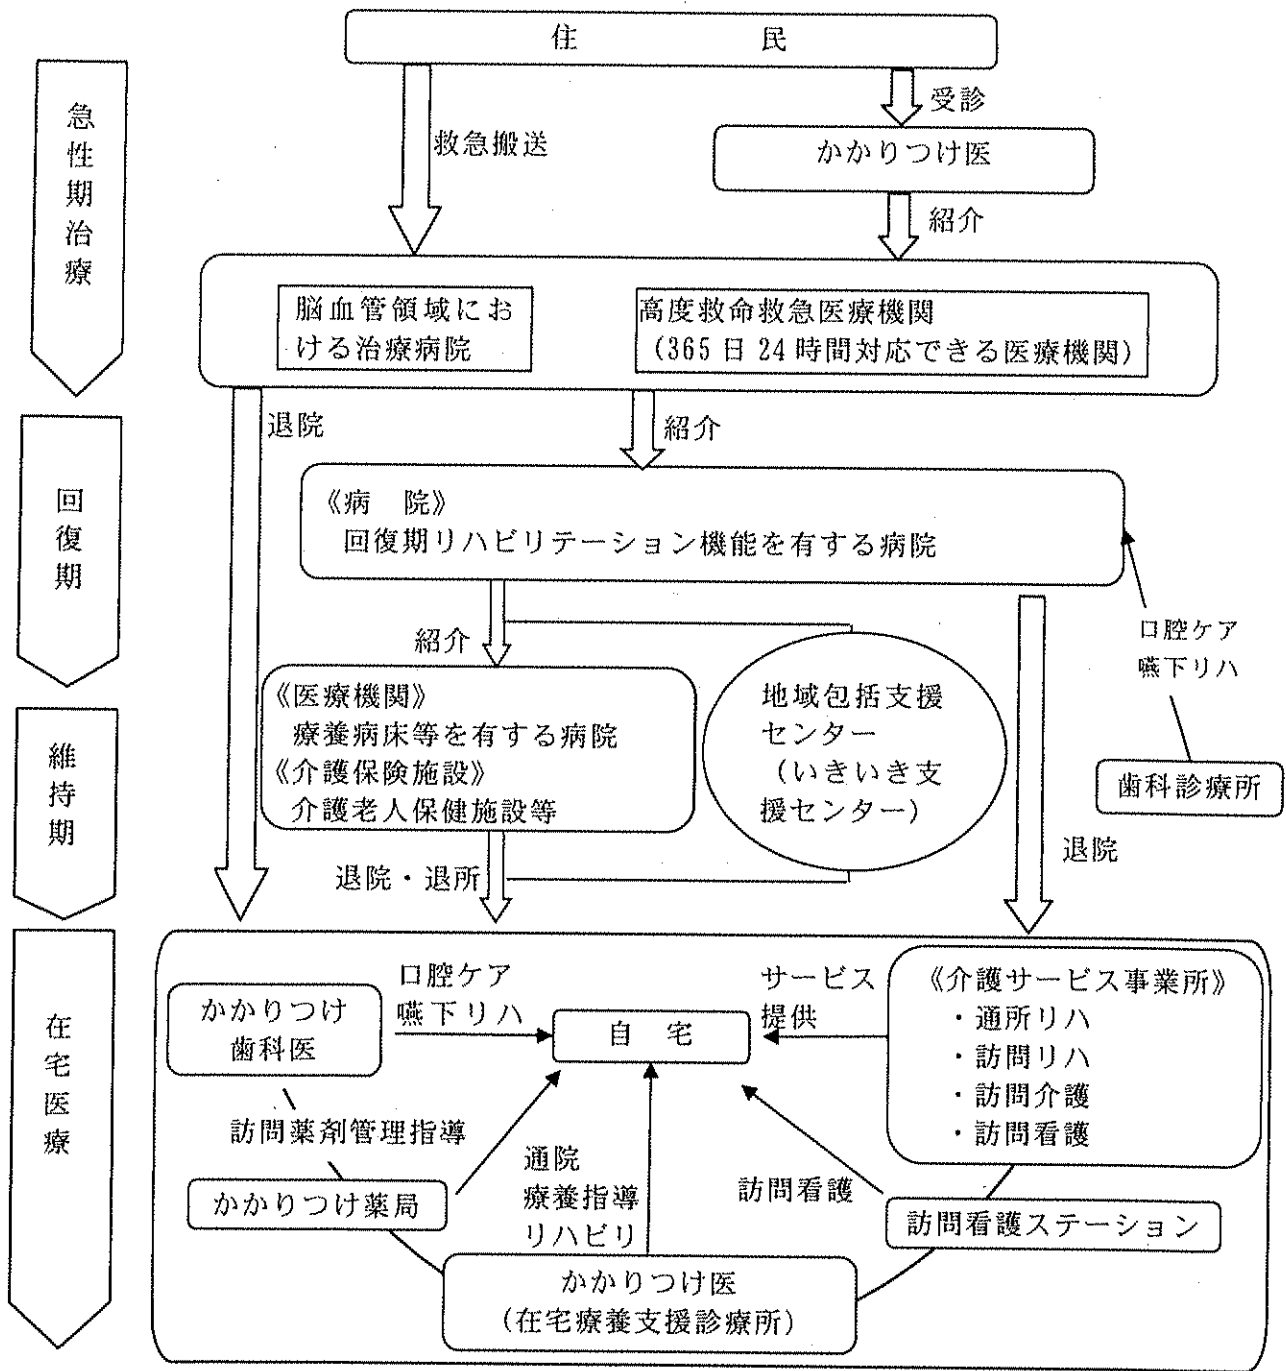 住民
急性期治療
受診
救急搬送
かかりつけ医
紹介
脳血管領域にお
ける治療病院
高度救命救急医療機関
（365日24時間対応できる医療機関）
退院
紹介
回復期
《病　院》
回復期リハビリテーション機能を有する病院
紹介
口腔ケア
嚥下リハ
《医療機関》
療養病床等を有する病院
《介護保険施設》
介護老人保健施設等
地域包括支援
センター
（いきいき支
援センター）
維持期
歯科診療所
退院・退所
退院
在宅医療
かかりつけ
歯科医
口腔ケア
嚥下リハ
自　宅
サービス
提供
《介護サービス事業所》
・通所リハ
・訪問リハ
・訪問介護
・訪問看護
訪問薬剤管理指導
かかりつけ薬局
通院
療養指導
リハビリ
訪問看護
訪問看護ステーション
かかりつけ医
（在宅療養支援診療所）